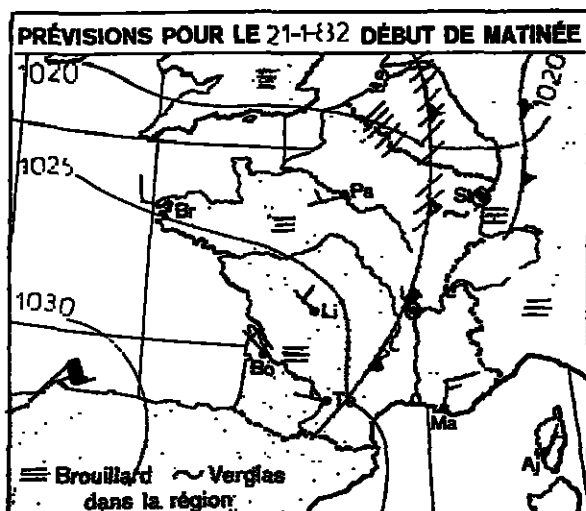 PRÉVISIONS POUR LE 21-1-82 DÉBUT DE MATINÉE
1020
1020
1025
Pa
St
Br
1030
Li
Bo
To
Ma
Aj
Brouillard Verglas
dans la région